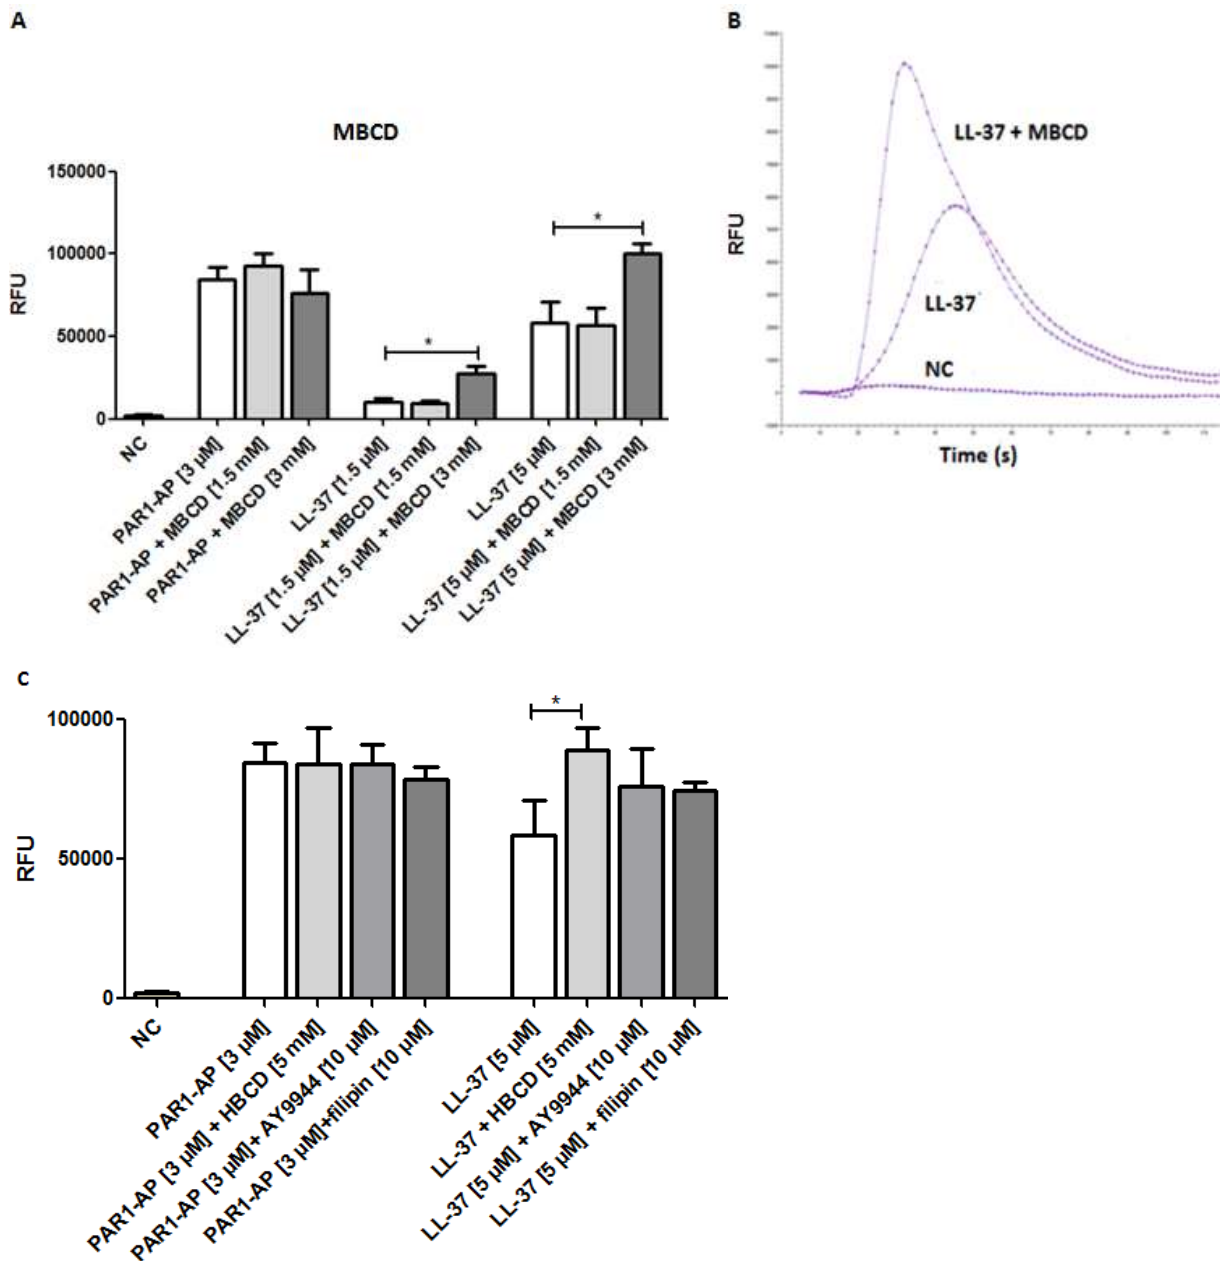 A
MBCD
150000
100000
50000
0
RFU
NC
PAR1-AP [3 µM]
PAR1-AP + MBCD [1.5 mM]
PAR1-AP + MBCD [3 mM]
LL-37 [1.5 µM]
LL-37 [1.5 µM] + MBCD [1.5 mM]
LL-37 [1.5 µM] + MBCD [3 mM]
LL-37 [5 µM]
LL-37 [5 µM] + MBCD [1.5 mM]
LL-37 [5 µM] + MBCD [3 mM]
*
*
B
RFU
LL-37 + MBCD
LL-37
NC
Time (s)
C
100000
50000
0
RFU
*
NC
PAR1-AP [3 µM]
PAR1-AP [3 µM] + HBCD [5 mM]
PAR1-AP [3 µM]+ AY9944 [10 µM]
PAR1-AP [3 µM]+filipin [10 µM]
LL-37 [5 µM]
LL-37 + HBCD [5 mM]
LL-37 [5 µM] + AY9944 [10 µM]
LL-37 [5 µM] + filipin [10 µM]